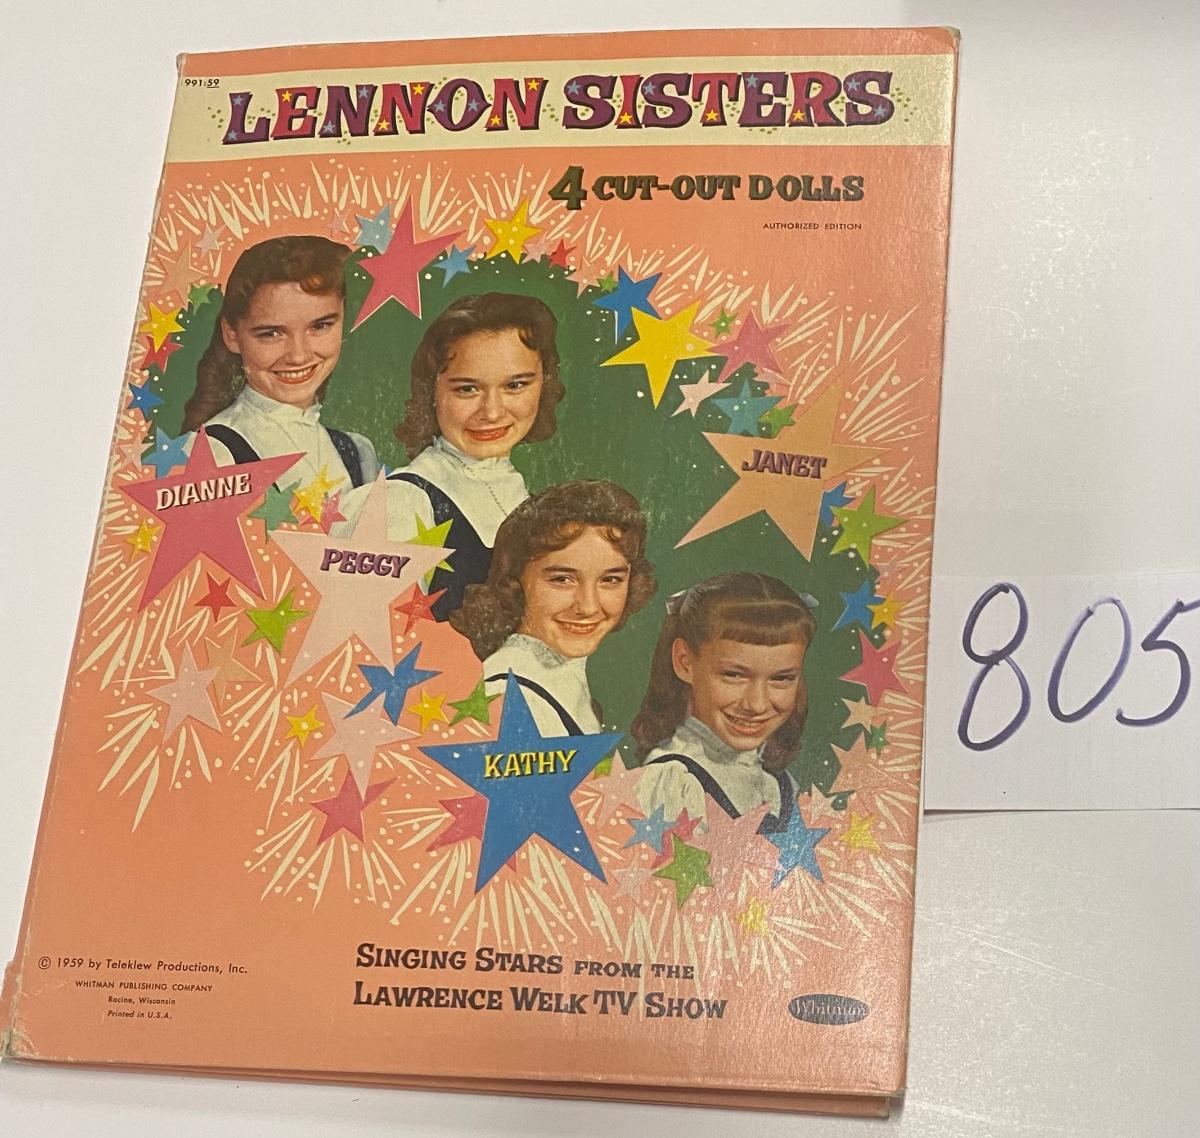 991:59
LENNON SISTERS
4 CUT-OUT DOLLS
AUTHORIZED EDITION
DIANNE
JANET
PEGGY
KATHY
805
SINGING STARS FROM THE
LAWRENCE WELK TV SHOW
© 1959 by Teleklew Productions, Inc.
WHITMAN PUBLISHING COMPANY
Racine, Wisconsin
Printed in U.S.A.
Whitman